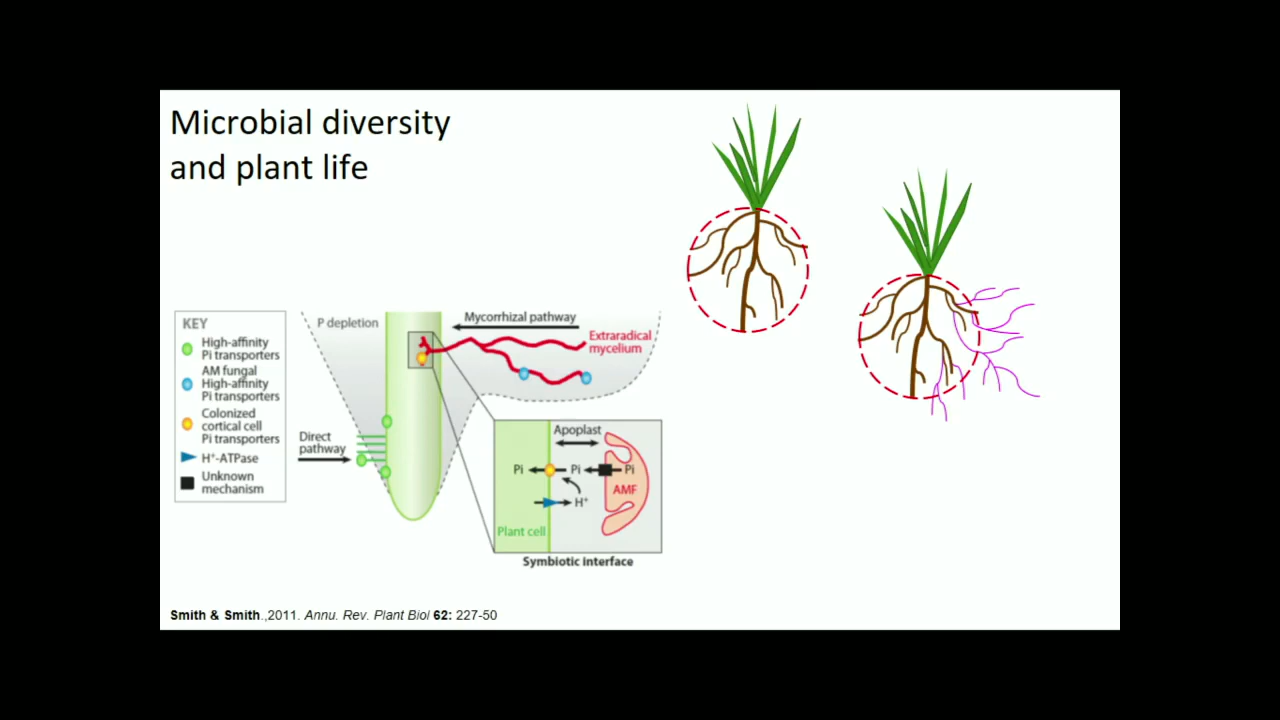 Microbial diversity
and plant life
KEY
High-affinity
Pi transporters
AM fungal
High-affinity
Pi transporters
Colonized
cortical cell
Pi transporters
H⁺-ATPase
Unknown
mechanism
P depletion
Mycorrhizal pathway
Extraradical
mycelium
Direct
pathway
Apoplast
Pi
Pi
Pi
AMF
H⁺
Plant cell
Symbiotic interface
Smith & Smith.,2011. Annu. Rev. Plant Biol 62: 227-50